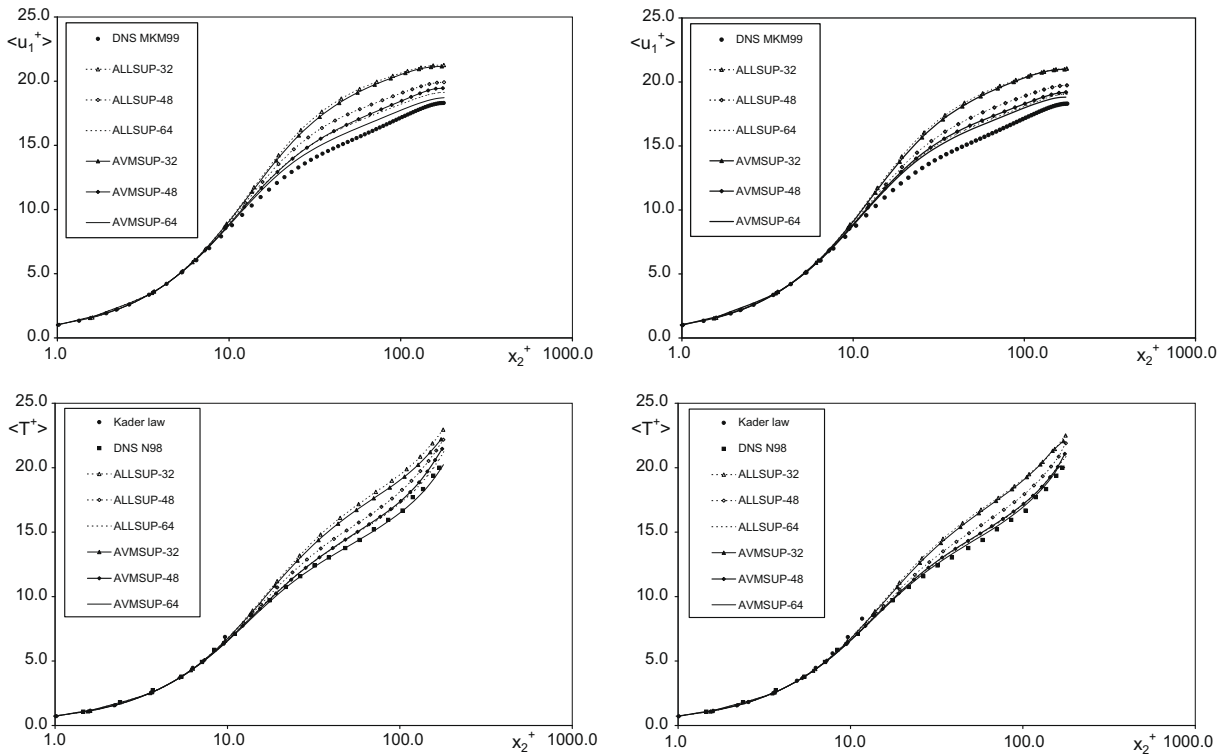 25.0
<u₁⁺>
20.0
15.0
10.0
5.0
0.0
DNS MKM99
ALLSUP-32
ALLSUP-48
ALLSUP-64
AVMSUP-32
AVMSUP-48
AVMSUP-64
1.0 10.0 100.0 x₂⁺ 1000.0
25.0
<u₁⁺>
20.0
15.0
10.0
5.0
0.0
DNS MKM99
ALLSUP-32
ALLSUP-48
ALLSUP-64
AVMSUP-32
AVMSUP-48
AVMSUP-64
1.0 10.0 100.0 x₂⁺ 1000.0
25.0
<T⁺>
20.0
15.0
10.0
5.0
0.0
Kader law
DNS N98
ALLSUP-32
ALLSUP-48
ALLSUP-64
AVMSUP-32
AVMSUP-48
AVMSUP-64
1.0 10.0 100.0 x₂⁺ 1000.0
25.0
<T⁺>
20.0
15.0
10.0
5.0
0.0
Kader law
DNS N98
ALLSUP-32
ALLSUP-48
ALLSUP-64
AVMSUP-32
AVMSUP-48
AVMSUP-64
1.0 10.0 100.0 x₂⁺ 1000.0